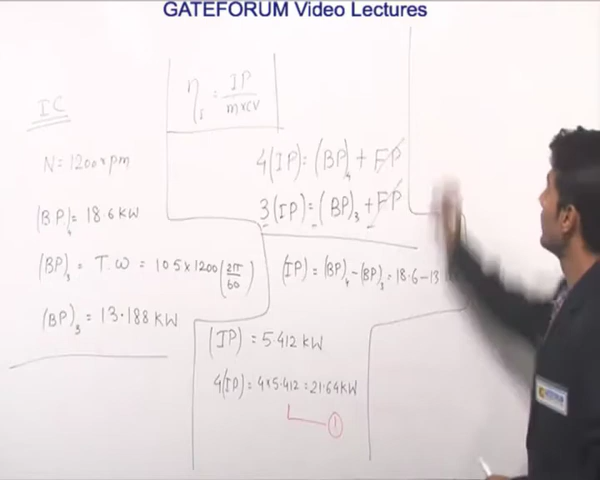 GATEFORUM Video Lectures
IC
N = 1200 rpm
(B.P)₄ = 18.6 KW
(BP)₃ = T.W = 105×1200(2π/60)
(BP)₃ = 13.188 KW
η = IP/m×cv
4(IP) = (BP)₄ + FP
3(IP) = (BP)₃ + FP
(IP) = (BP)₄ − (BP)₃ = 18.6 − 13
(IP) = 5.412 KW
4(IP) = 4×5.412 = 21.64KW
①